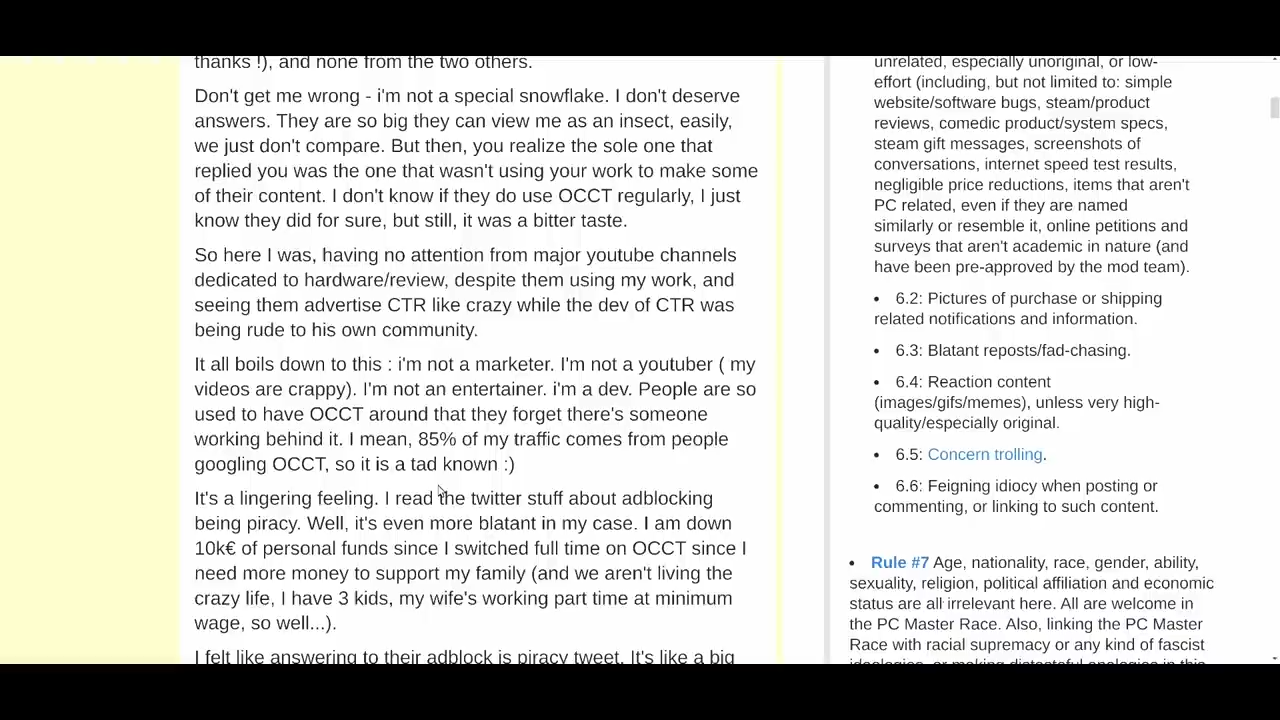 thanks !), and none from the two others.
Don't get me wrong - i'm not a special snowflake. I don't deserve
answers. They are so big they can view me as an insect, easily,
we just don't compare. But then, you realize the sole one that
replied you was the one that wasn't using your work to make some
of their content. I don't know if they do use OCCT regularly, I just
know they did for sure, but still, it was a bitter taste.
So here I was, having no attention from major youtube channels
dedicated to hardware/review, despite them using my work, and
seeing them advertise CTR like crazy while the dev of CTR was
being rude to his own community.
It all boils down to this : i'm not a marketer. I'm not a youtuber ( my
videos are crappy). I'm not an entertainer. i'm a dev. People are so
used to have OCCT around that they forget there's someone
working behind it. I mean, 85% of my traffic comes from people
googling OCCT, so it is a tad known :)
It's a lingering feeling. I read the twitter stuff about adblocking
being piracy. Well, it's even more blatant in my case. I am down
10k€ of personal funds since I switched full time on OCCT since I
need more money to support my family (and we aren't living the
crazy life, I have 3 kids, my wife's working part time at minimum
wage, so well...).
I felt like answering to their adblock is piracy tweet. It's like a big
unrelated, especially unoriginal, or low-
effort (including, but not limited to: simple
website/software bugs, steam/product
reviews, comedic product/system specs,
steam gift messages, screenshots of
conversations, internet speed test results,
negligible price reductions, items that aren't
PC related, even if they are named
similarly or resemble it, online petitions and
surveys that aren't academic in nature (and
have been pre-approved by the mod team).
• 6.2: Pictures of purchase or shipping
related notifications and information.
• 6.3: Blatant reposts/fad-chasing.
• 6.4: Reaction content
(images/gifs/memes), unless very high-
quality/especially original.
• 6.5: Concern trolling.
• 6.6: Feigning idiocy when posting or
commenting, or linking to such content.
• Rule #7 Age, nationality, race, gender, ability,
sexuality, religion, political affiliation and economic
status are all irrelevant here. All are welcome in
the PC Master Race. Also, linking the PC Master
Race with racial supremacy or any kind of fascist
ideologies, or making distasteful analogies in this